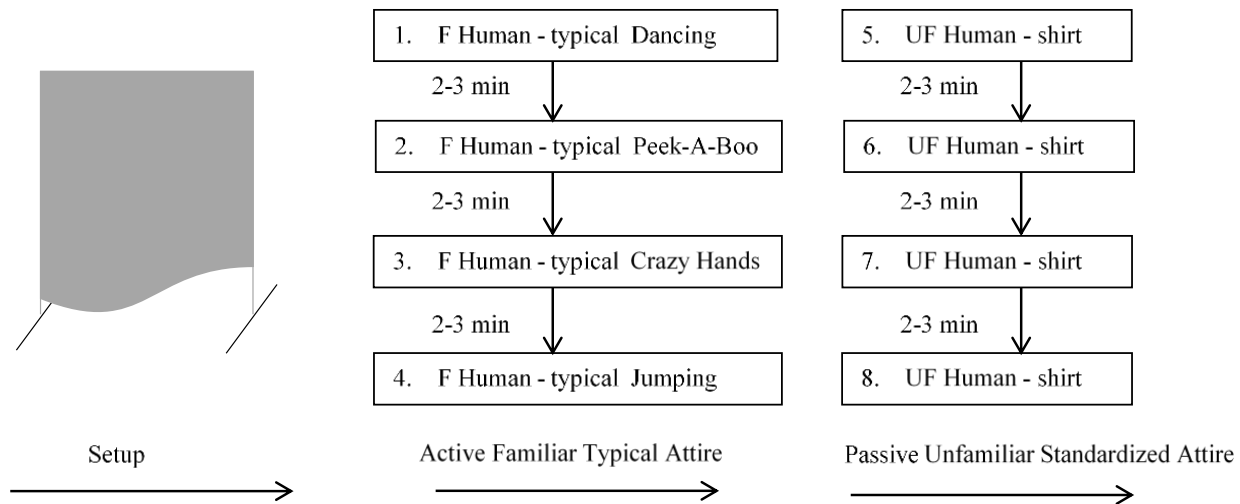 1. F Human - typical Dancing
2-3 min
2. F Human - typical Peek-A-Boo
2-3 min
3. F Human - typical Crazy Hands
2-3 min
4. F Human - typical Jumping
5. UF Human - shirt
2-3 min
6. UF Human - shirt
2-3 min
7. UF Human - shirt
2-3 min
8. UF Human - shirt
Setup
Active Familiar Typical Attire
Passive Unfamiliar Standardized Attire